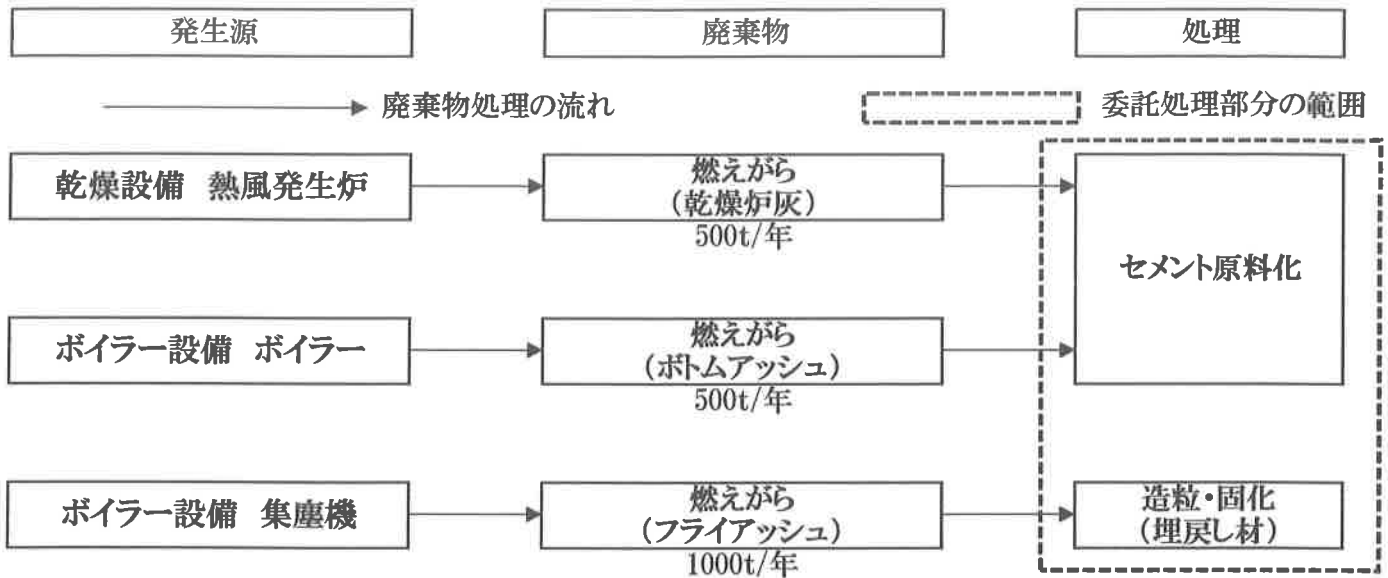 発生源
廃棄物
処理
廃棄物処理の流れ
委託処理部分の範囲
乾燥設備 熱風発生炉
燃えがら
(乾燥炉灰)
500t/年
セメント原料化
ボイラー設備 ボイラー
燃えがら
(ボトムアッシュ)
500t/年
ボイラー設備 集塵機
燃えがら
(フライアッシュ)
1000t/年
造粒・固化
(埋戻し材)